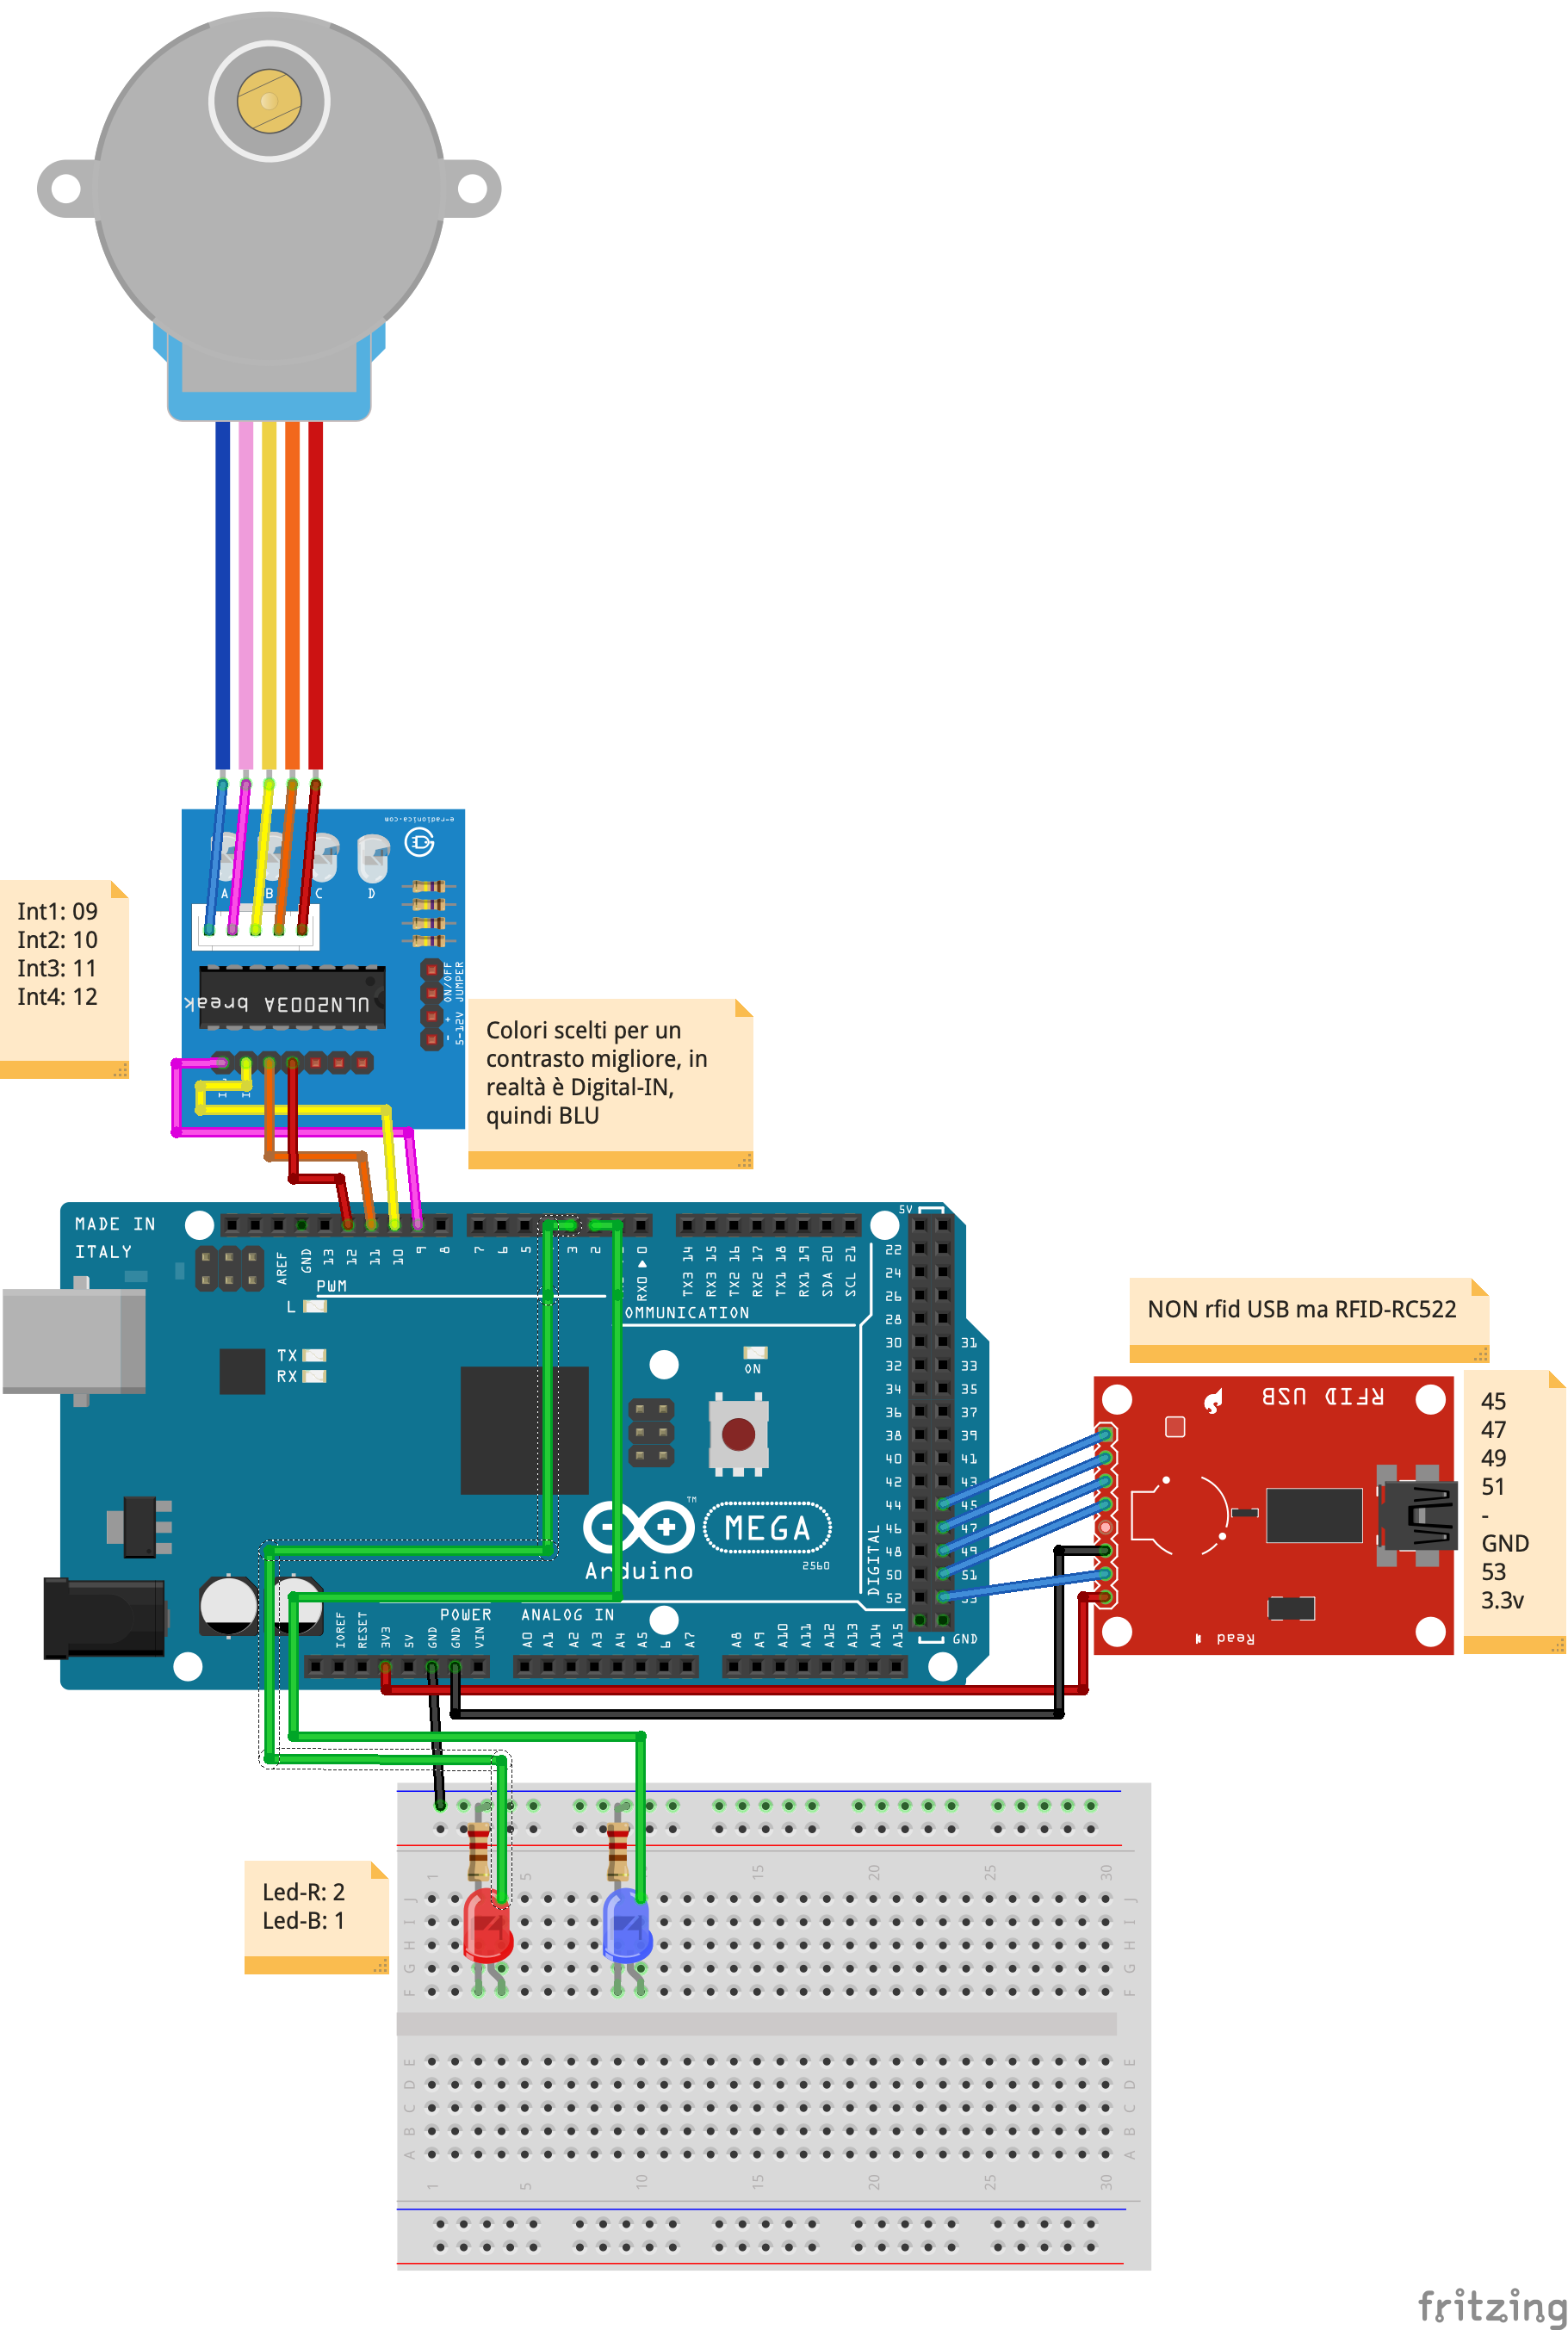 e-radionica.com
A B C D
ON/OFF
JUMPER
5-12V
- +
ULN2003A break
Int1: 09
Int2: 10
Int3: 11
Int4: 12
Colori scelti per un
contrasto migliore, in
realtà è Digital-IN,
quindi BLU
MADE IN
ITALY
AREF
GND
13
12
11
10
9
8
7
6
5
3
2
RX0 0
TX3 14
RX3 15
TX2 16
RX2 17
TX1 18
RX1 19
SDA 20
SCL 21
PWM
OMMUNICATION
L
TX
RX
ON
5V
22
24
26
28
30 31
32 33
34 35
36 37
38 39
40 41
42 43
44 45
46 47
48 49
50 51
52
GND
DIGITAL
TM
MEGA
2560
Arduino
POWER
ANALOG IN
IOREF
RESET
3V3
5V
GND
GND
VIN
A0
A1
A2
A3
A4
A5
6
A7
A8
A9
A10
A11
A12
A13
A14
A15
NON rfid USB ma RFID-RC522
RFID USB
Read
45
47
49
51
-
GND
53
3.3v
Led-R: 2
Led-B: 1
1 5 15 20 25 30
J J
I I
H H
G G
F F
E E
D D
C C
B B
A A
1 5 10 15 20 25 30
fritzing